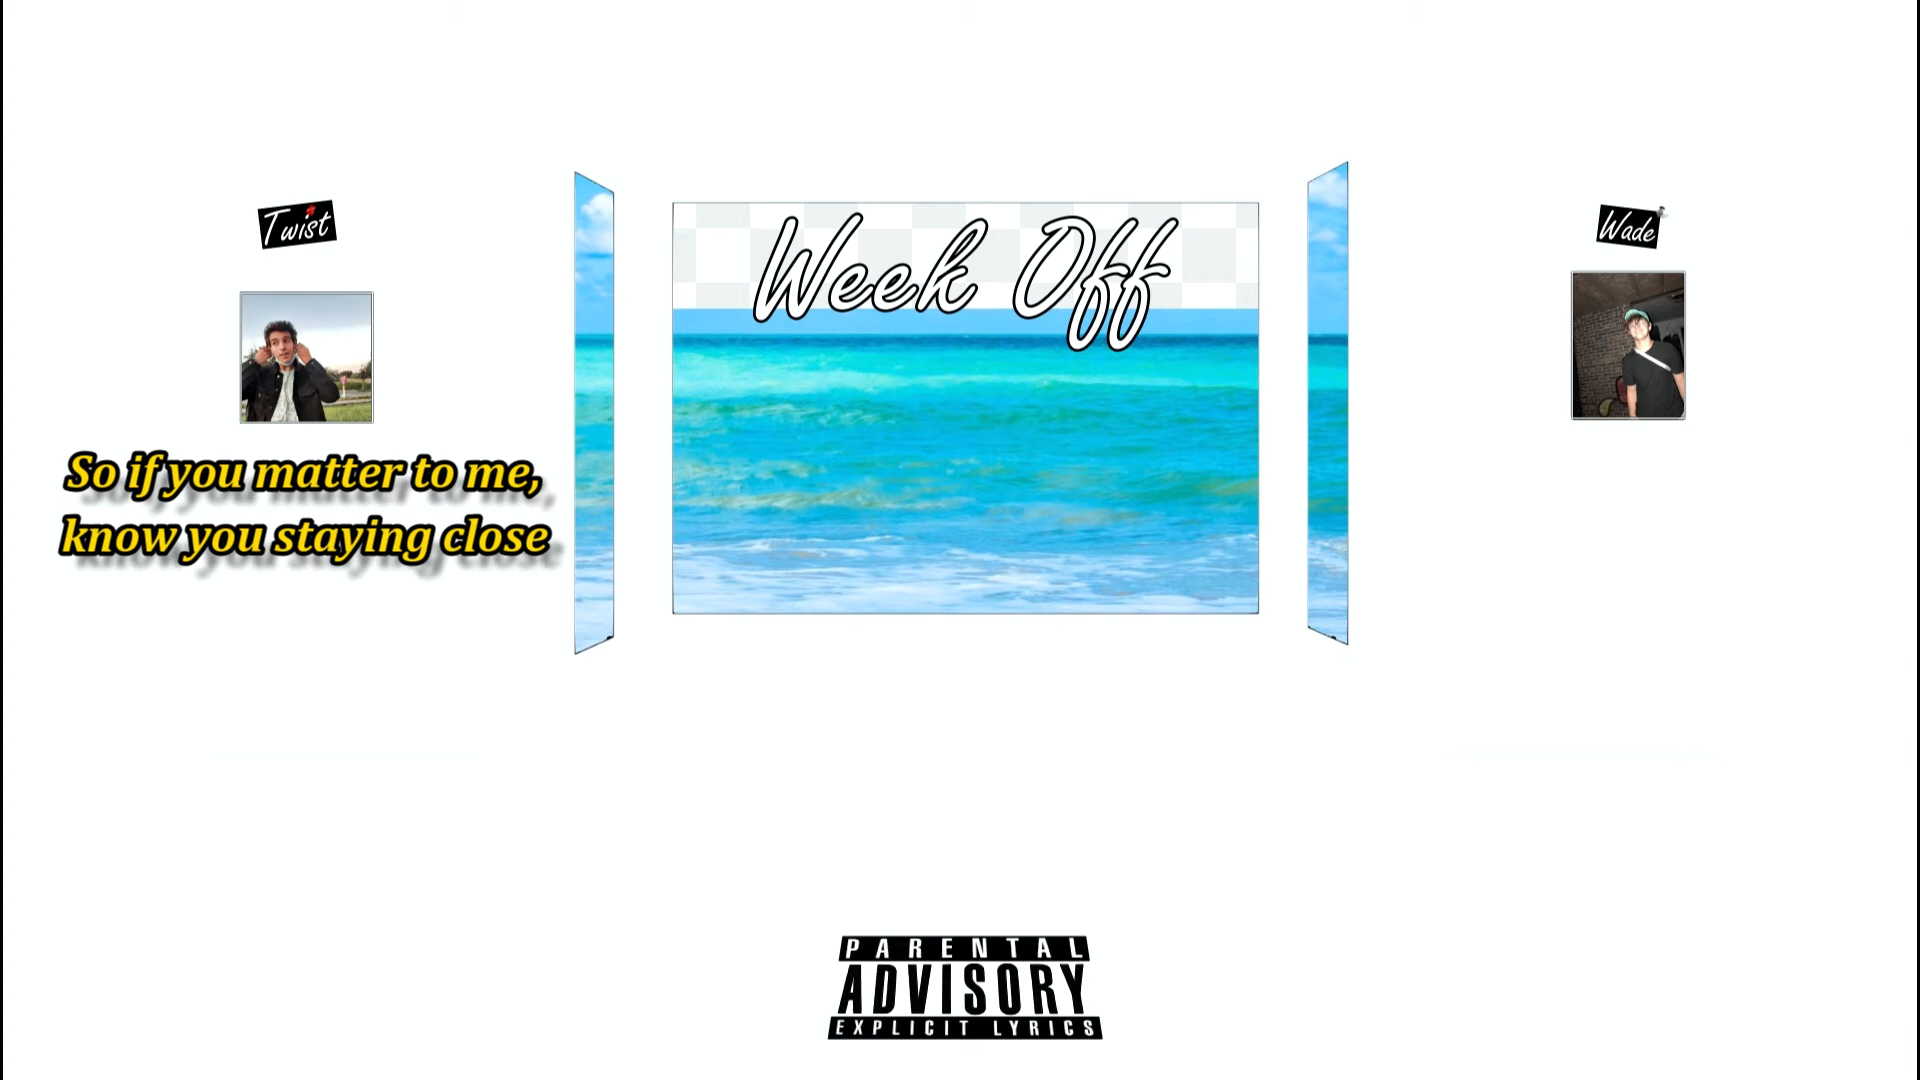 Twist
Week Off
Wade
So if you matter to me,
know you staying close
PARENTAL
ADVISORY
EXPLICIT LYRICS